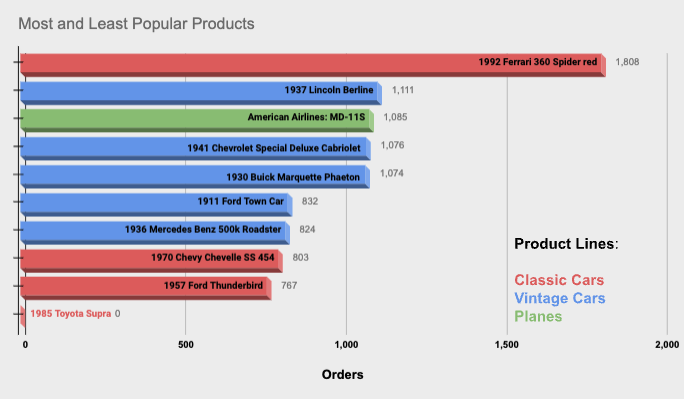 Most and Least Popular Products
1992 Ferrari 360 Spider red 1,808
1937 Lincoln Berline 1,111
American Airlines: MD-11S 1,085
1941 Chevrolet Special Deluxe Cabriolet 1,076
1930 Buick Marquette Phaeton 1,074
1911 Ford Town Car 832
1936 Mercedes Benz 500k Roadster 824
1970 Chevy Chevelle SS 454 803
1957 Ford Thunderbird 767
1985 Toyota Supra 0
Product Lines:
Classic Cars
Vintage Cars
Planes
0 500 1,000 1,500 2,000
Orders